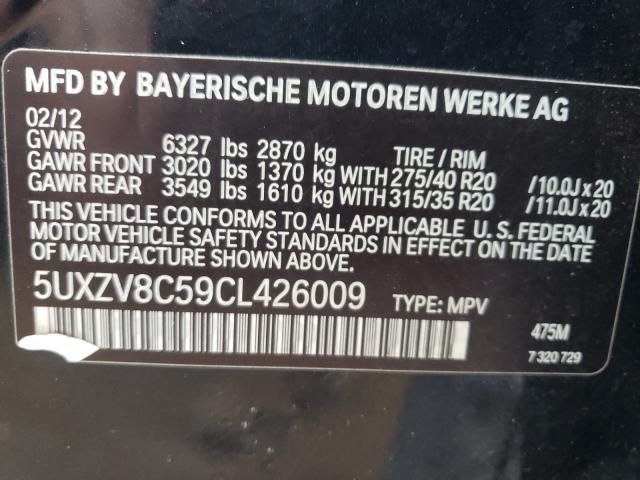 MFD BY BAYERISCHE MOTOREN WERKE AG
02/12
GVWR 6327 lbs 2870 kg TIRE / RIM
GAWR FRONT 3020 lbs 1370 kg WITH 275/40 R20 /10.0J x 20
GAWR REAR 3549 lbs 1610 kg WITH 315/35 R20 /11.0J x 20
THIS VEHICLE CONFORMS TO ALL APPLICABLE U. S. FEDERAL
MOTOR VEHICLE SAFETY STANDARDS IN EFFECT ON THE DATE
OF MANUFACTURE SHOWN ABOVE.
5UXZV8C59CL426009 TYPE: MPV
475M
7 320 729